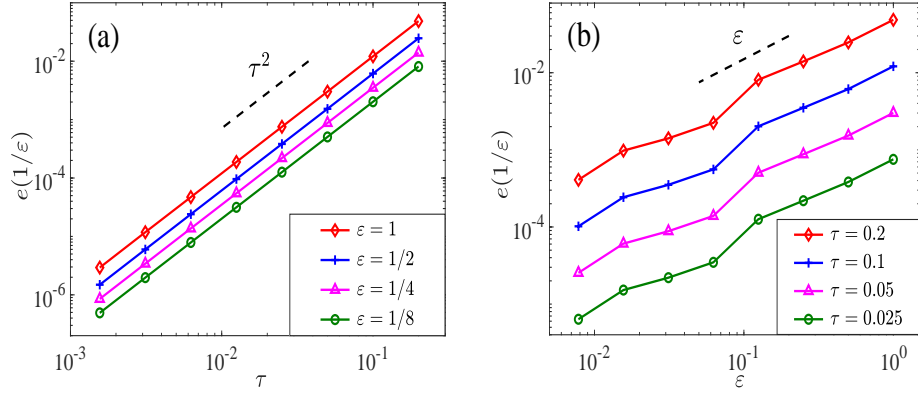 (a)
τ²
e(1/ε)
10⁻²
10⁻⁴
10⁻⁶
ε = 1
ε = 1/2
ε = 1/4
ε = 1/8
10⁻³
10⁻²
10⁻¹
τ
(b)
ε
e(1/ε)
10⁻²
10⁻⁴
τ = 0.2
τ = 0.1
τ = 0.05
τ = 0.025
10⁻²
10⁻¹
10⁰
ε